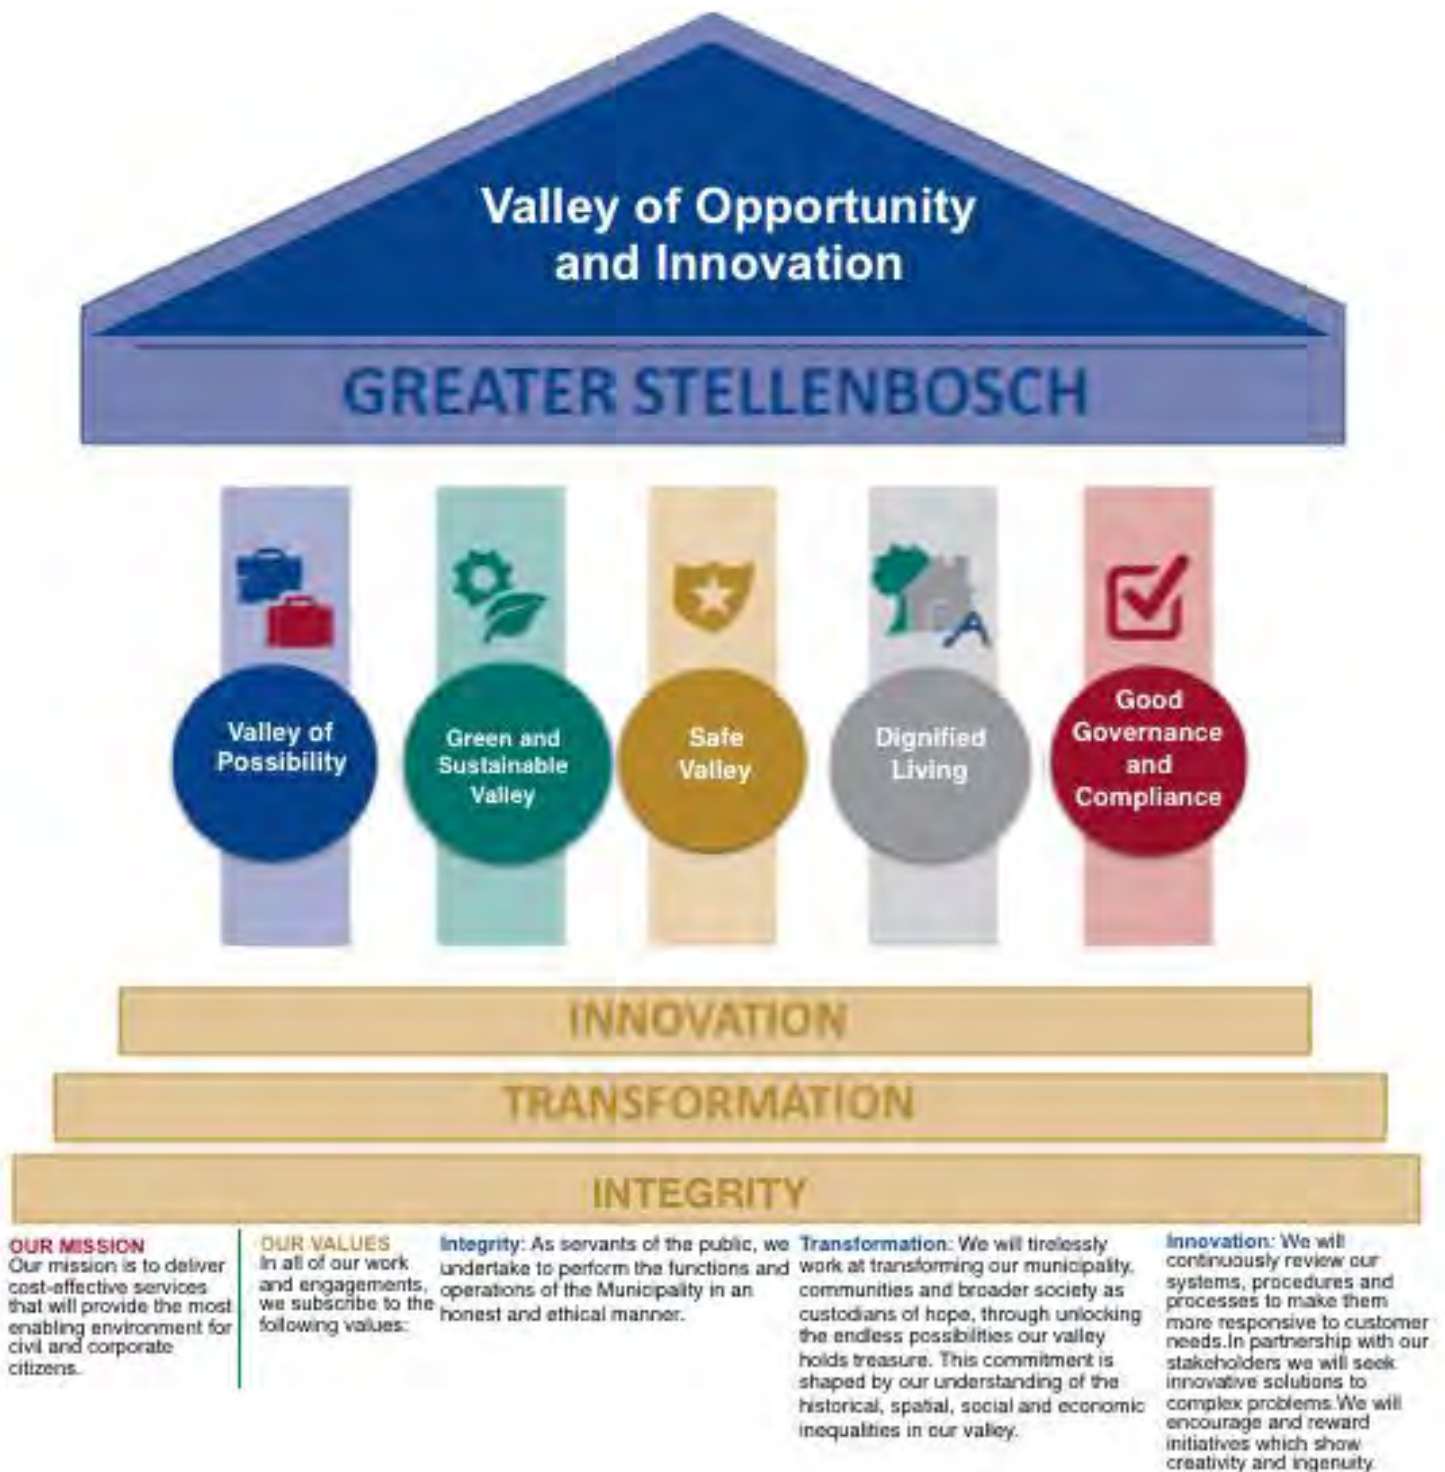 Valley of Opportunity
and Innovation
GREATER STELLENBOSCH
Valley of
Possibility
Green and
Sustainable
Valley
Safe
Valley
Dignified
Living
Good
Governance
and
Compliance
INNOVATION
TRANSFORMATION
INTEGRITY
OUR MISSION
Our mission is to deliver
cost-effective services
that will provide the most
enabling environment for
civil and corporate
citizens.
OUR VALUES
In all of our work
and engagements,
we subscribe to the
following values:
Integrity: As servants of the public, we
undertake to perform the functions and
operations of the Municipality in an
honest and ethical manner.
Transformation: We will tirelessly
work at transforming our municipality,
communities and broader society as
custodians of hope, through unlocking
the endless possibilities our valley
holds treasure. This commitment is
shaped by our understanding of the
historical, spatial, social and economic
inequalities in our valley.
Innovation: We will
continuously review our
systems, procedures and
processes to make them
more responsive to customer
needs.In partnership with our
stakeholders we will seek
innovative solutions to
complex problems.We will
encourage and reward
initiatives which show
creativity and ingenuity.